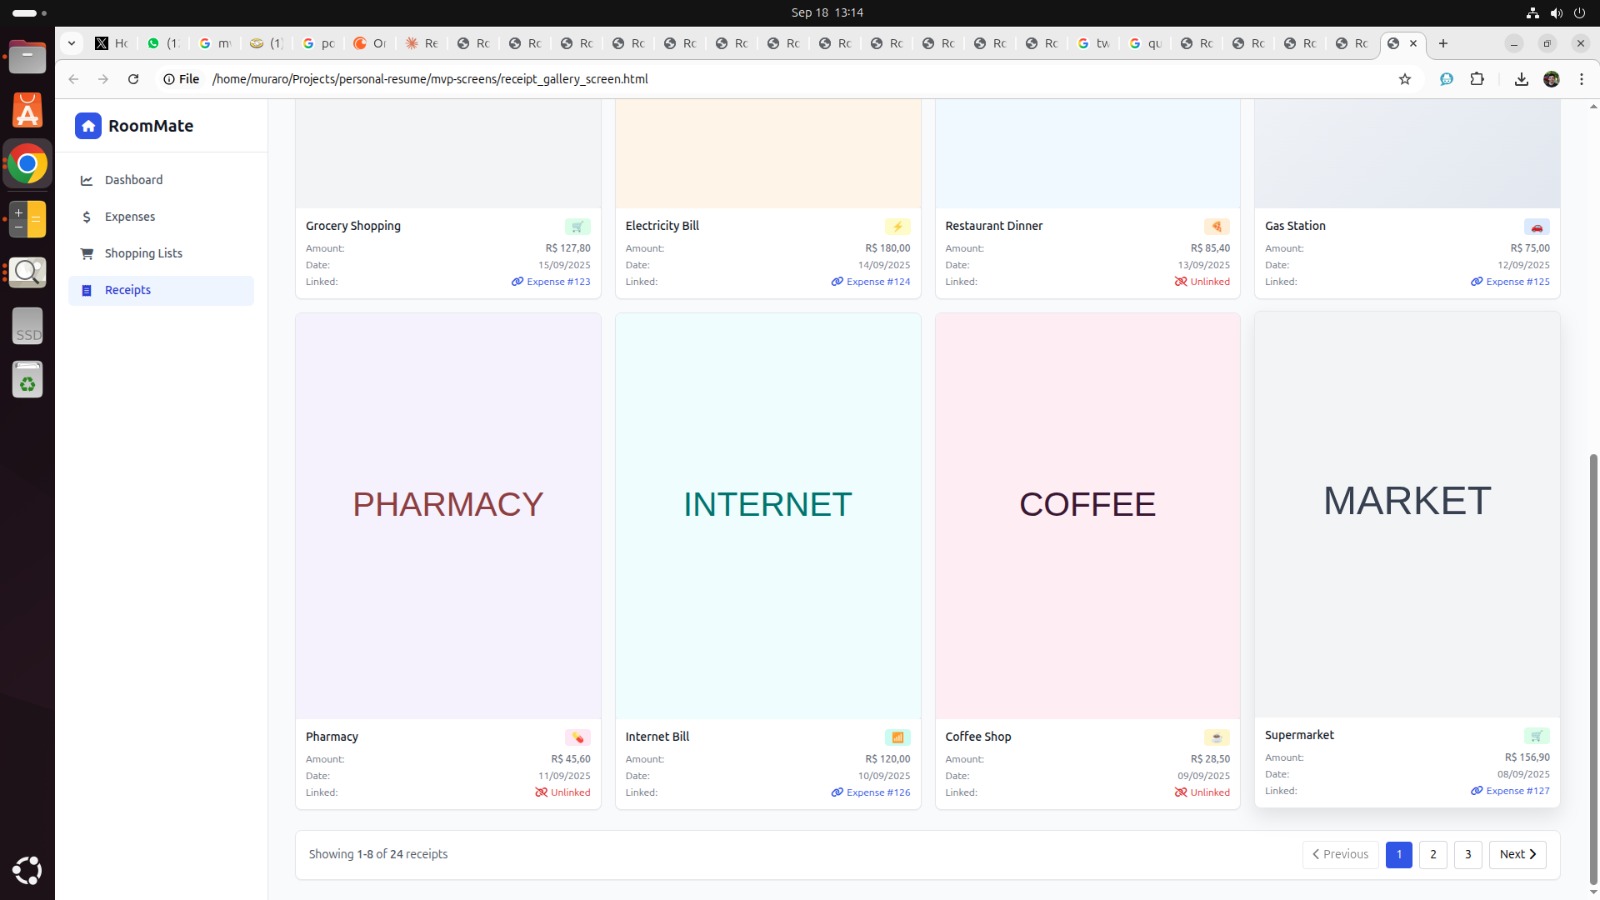 Sep 18 13:14
Hc
(1
mv
(1)
pc
Or
Re
Rc
Rc
Rc
Rc
Rc
Rc
Rc
Rc
Rc
Rc
Rc
Rc
tw
qu
Rc
Rc
Rc
Rc
File /home/muraro/Projects/personal-resume/mvp-screens/receipt_gallery_screen.html
RoomMate
Dashboard
Expenses
Shopping Lists
Receipts
SSD
Grocery Shopping
Amount: R$ 127,80
Date: 15/09/2025
Linked: Expense #123
Electricity Bill
Amount: R$ 180,00
Date: 14/09/2025
Linked: Expense #124
Restaurant Dinner
Amount: R$ 85,40
Date: 13/09/2025
Linked: Unlinked
Gas Station
Amount: R$ 75,00
Date: 12/09/2025
Linked: Expense #125
PHARMACY
Pharmacy
Amount: R$ 45,60
Date: 11/09/2025
Linked: Unlinked
INTERNET
Internet Bill
Amount: R$ 120,00
Date: 10/09/2025
Linked: Expense #126
COFFEE
Coffee Shop
Amount: R$ 28,50
Date: 09/09/2025
Linked: Unlinked
MARKET
Supermarket
Amount: R$ 156,90
Date: 08/09/2025
Linked: Expense #127
Showing 1-8 of 24 receipts
Previous 1 2 3 Next